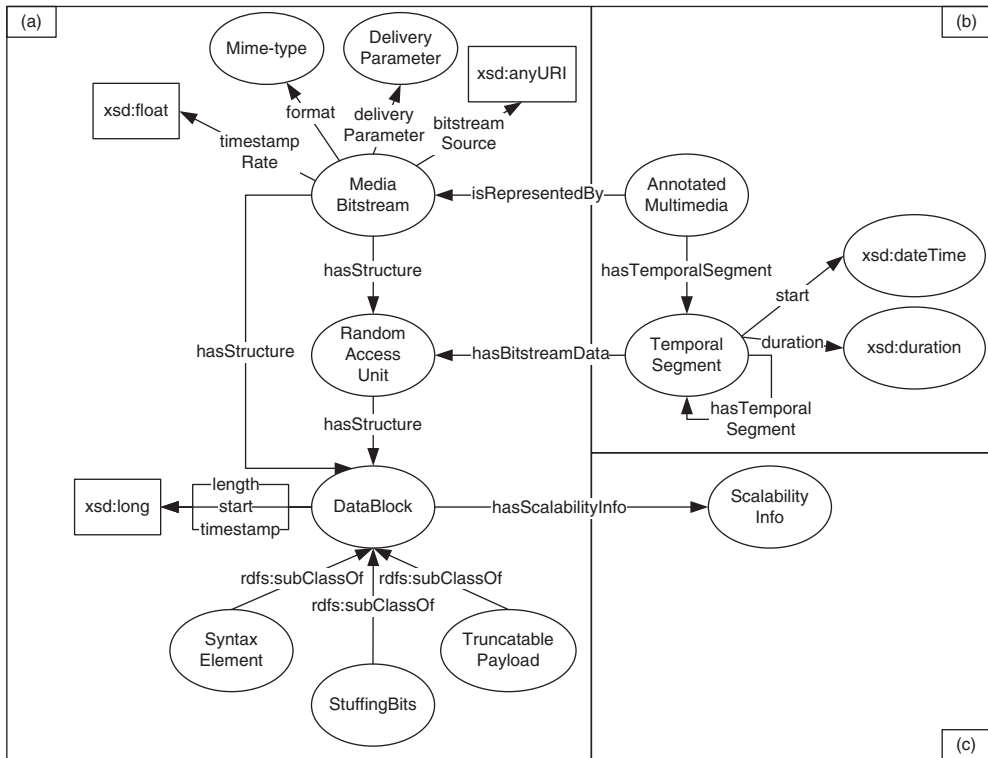 (a)
(b)
Mime-type
Delivery
Parameter
xsd:anyURI
xsd:float
format
delivery
Parameter
bitstream
Source
timestamp
Rate
Media
Bitstream
isRepresentedBy
Annotated
Multimedia
hasStructure
hasTemporalSegment
xsd:dateTime
start
hasStructure
Random
Access
Unit
hasBitstreamData
Temporal
Segment
duration
xsd:duration
hasTemporal
Segment
hasStructure
xsd:long
length
start
timestamp
DataBlock
hasScalabilityInfo
Scalability
Info
rdfs:subClassOf
rdfs:subClassOf
rdfs:subClassOf
Syntax
Element
StuffingBits
Truncatable
Payload
(c)